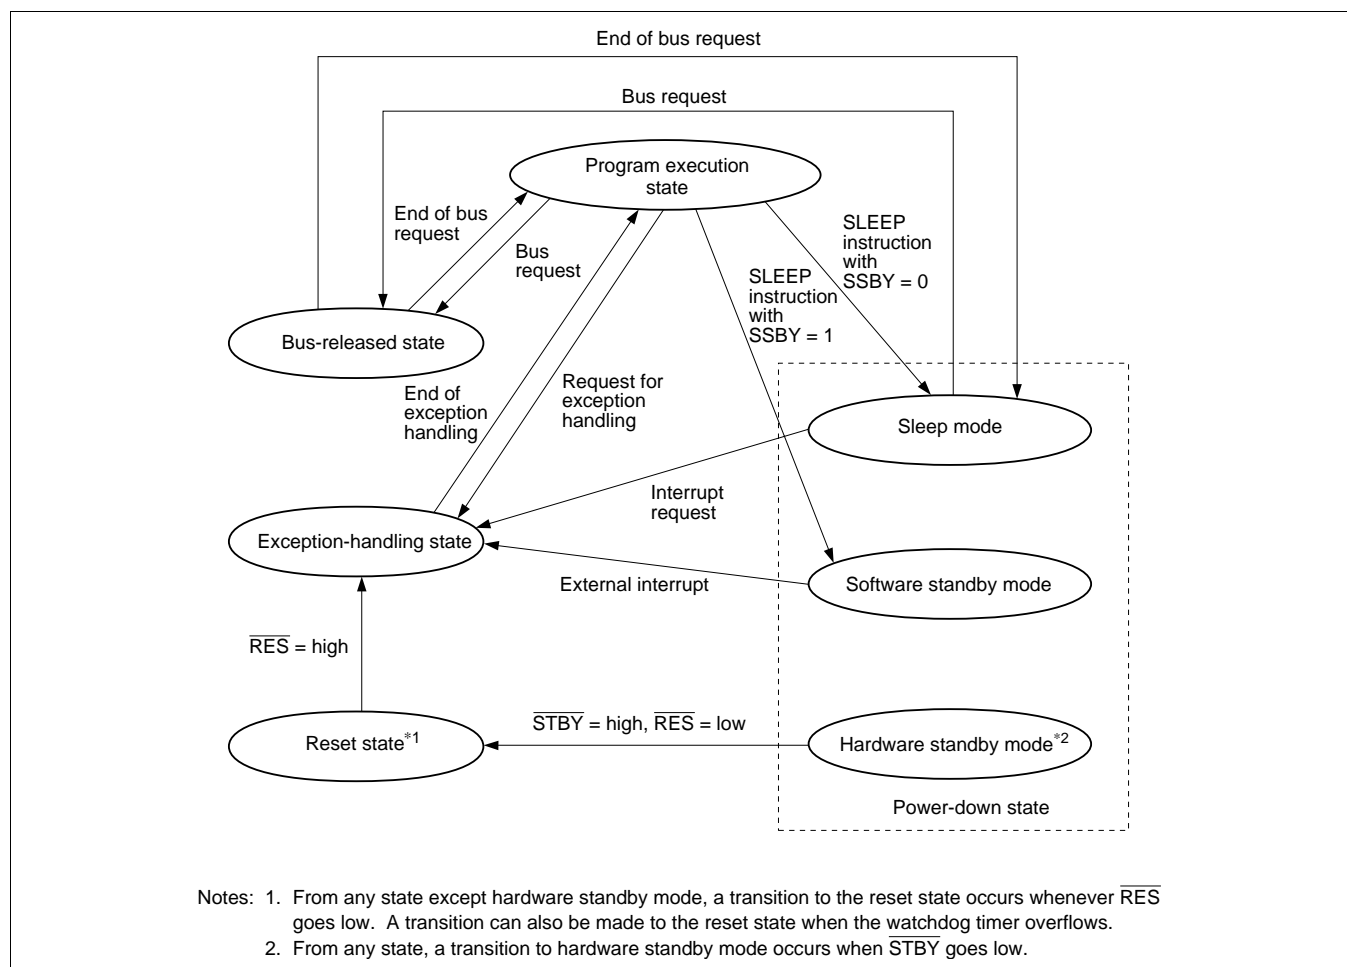 End of bus request
Bus request
Program execution
state
End of bus
request
Bus
request
SLEEP
instruction
with
SSBY = 0
SLEEP
instruction
with
SSBY = 1
Bus-released state
End of
exception
handling
Request for
exception
handling
Sleep mode
Interrupt
request
Exception-handling state
External interrupt
Software standby mode
R̅E̅S̅ = high
S̅T̅B̅Y̅ = high, R̅E̅S̅ = low
Reset state*1
Hardware standby mode*2
Power-down state
Notes: 1. From any state except hardware standby mode, a transition to the reset state occurs whenever R̅E̅S̅
goes low. A transition can also be made to the reset state when the watchdog timer overflows.
2. From any state, a transition to hardware standby mode occurs when S̅T̅B̅Y̅ goes low.